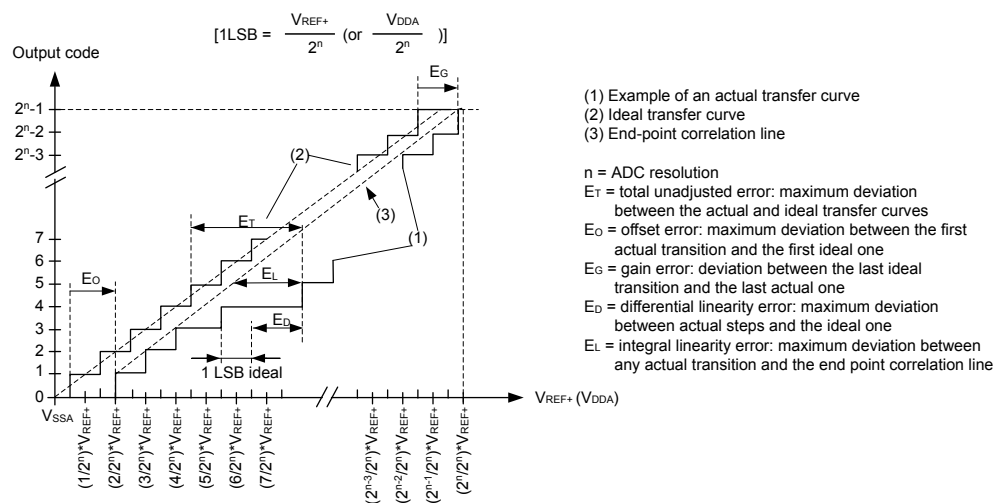 [1LSB = VREF+ / 2ⁿ (or VDDA / 2ⁿ )]
Output code
EG
2ⁿ-1
2ⁿ-2
2ⁿ-3
(2)
(3)
(1)
ET
7
6
5
4
3
2
1
0
EO
EL
ED
1 LSB ideal
VSSA
VREF+ (VDDA)
(1/2ⁿ)*VREF+
(2/2ⁿ)*VREF+
(3/2ⁿ)*VREF+
(4/2ⁿ)*VREF+
(5/2ⁿ)*VREF+
(6/2ⁿ)*VREF+
(7/2ⁿ)*VREF+
(2ⁿ⁻³/2ⁿ)*VREF+
(2ⁿ⁻²/2ⁿ)*VREF+
(2ⁿ⁻¹/2ⁿ)*VREF+
(2ⁿ/2ⁿ)*VREF+
(1) Example of an actual transfer curve
(2) Ideal transfer curve
(3) End-point correlation line
n = ADC resolution
ET = total unadjusted error: maximum deviation
between the actual and ideal transfer curves
EO = offset error: maximum deviation between the first
actual transition and the first ideal one
EG = gain error: deviation between the last ideal
transition and the last actual one
ED = differential linearity error: maximum deviation
between actual steps and the ideal one
EL = integral linearity error: maximum deviation between
any actual transition and the end point correlation line